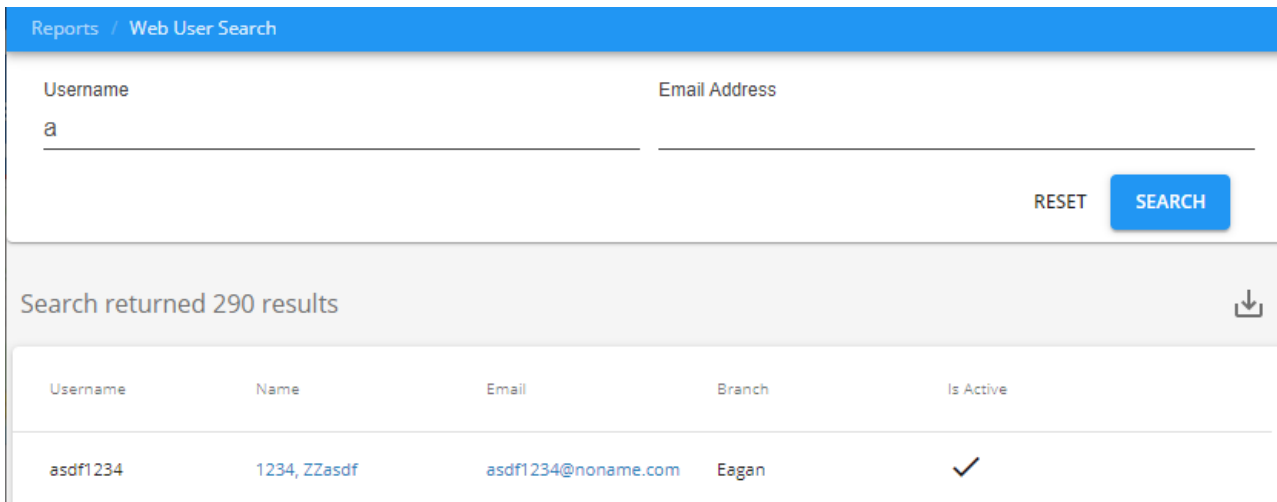 Reports / Web User Search
Username Email Address
a
RESET SEARCH
Search returned 290 results
Username Name Email Branch Is Active
asdf1234 1234, ZZasdf asdf1234@noname.com Eagan